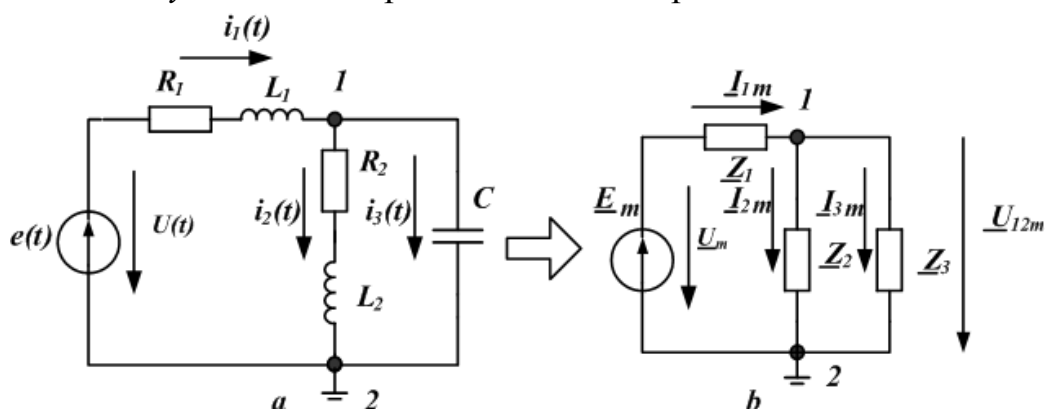 i₁(t)
R₁
L₁
1
R₂
i₂(t)
i₃(t)
C
e(t)
U(t)
L₂
a
2
I₁m
1
Z₁
E m
I₂m
I₃m
U₁₂m
Uₘ
Z₂
Z₃
2
b